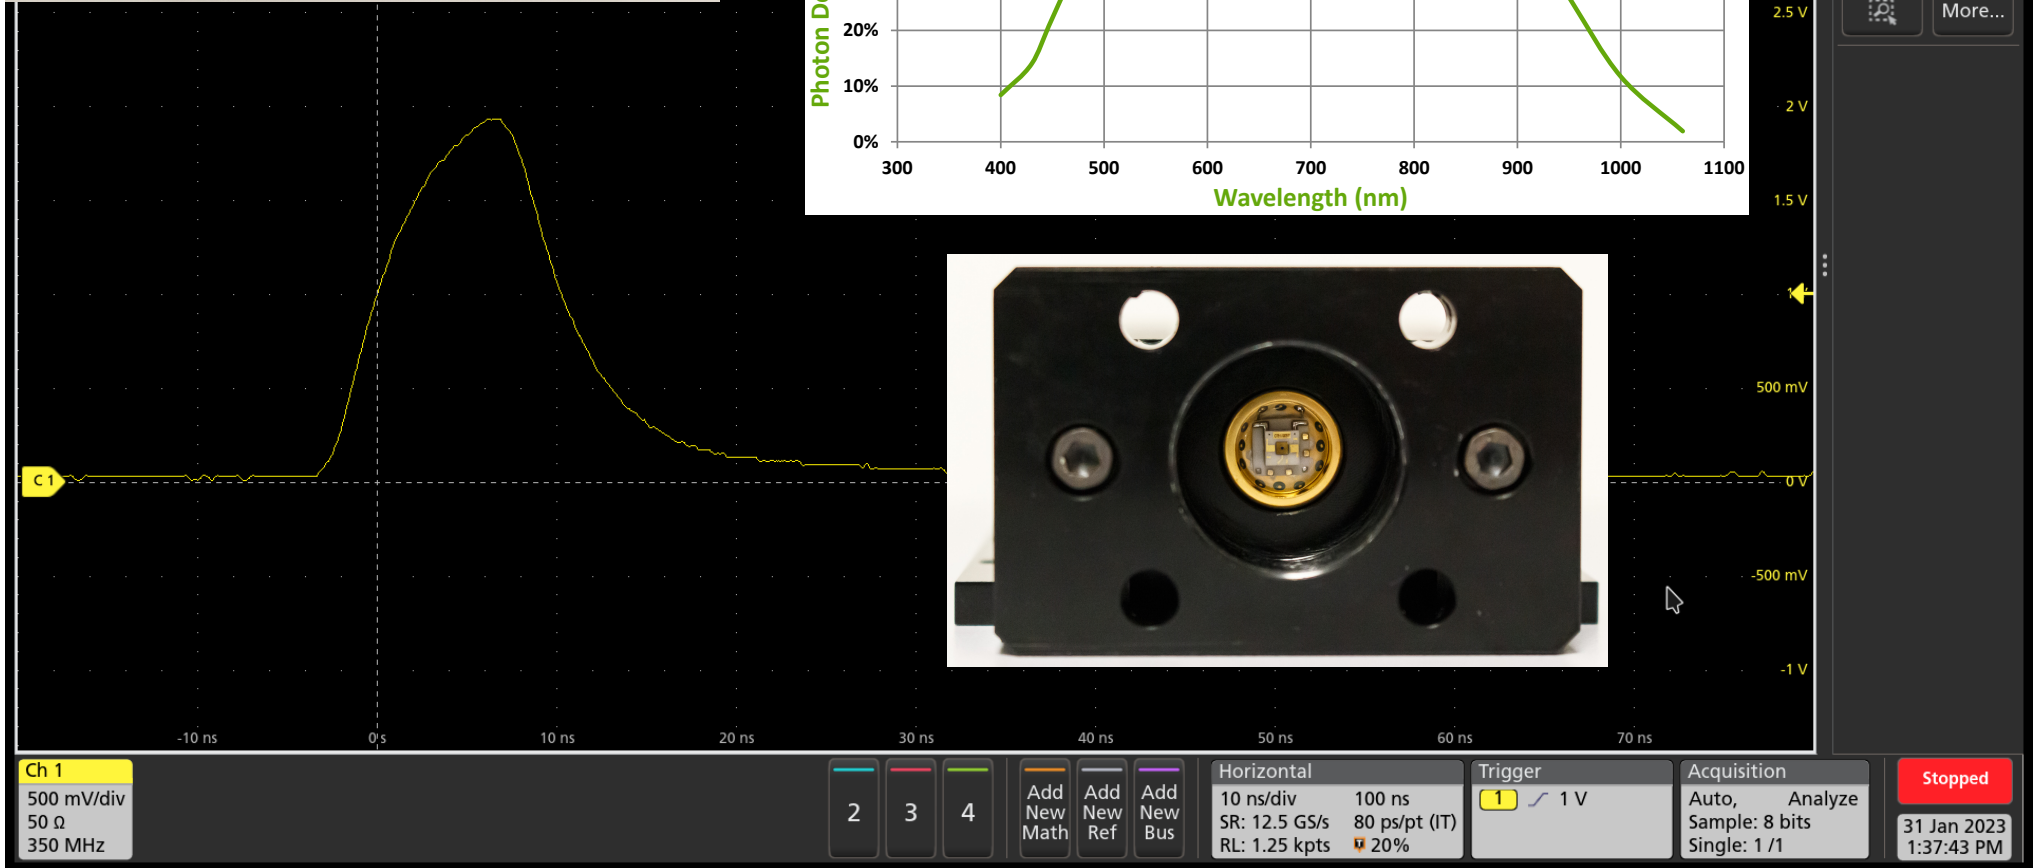 2.5 V
More...
Photon D
20%
10%
0%
300 400 500 600 700 800 900 1000 1100
Wavelength (nm)
2 V
1.5 V
500 mV
C 1
0 V
-500 mV
-1 V
-10 ns 0 s 10 ns 20 ns 30 ns 40 ns 50 ns 60 ns 70 ns
Ch 1
500 mV/div
50 Ω
350 MHz
2 3 4
Add New Math
Add New Ref
Add New Bus
Horizontal
10 ns/div 100 ns
SR: 12.5 GS/s 80 ps/pt (IT)
RL: 1.25 kpts T 20%
Trigger
1 1 V
Acquisition
Auto, Analyze
Sample: 8 bits
Single: 1 /1
Stopped
31 Jan 2023
1:37:43 PM